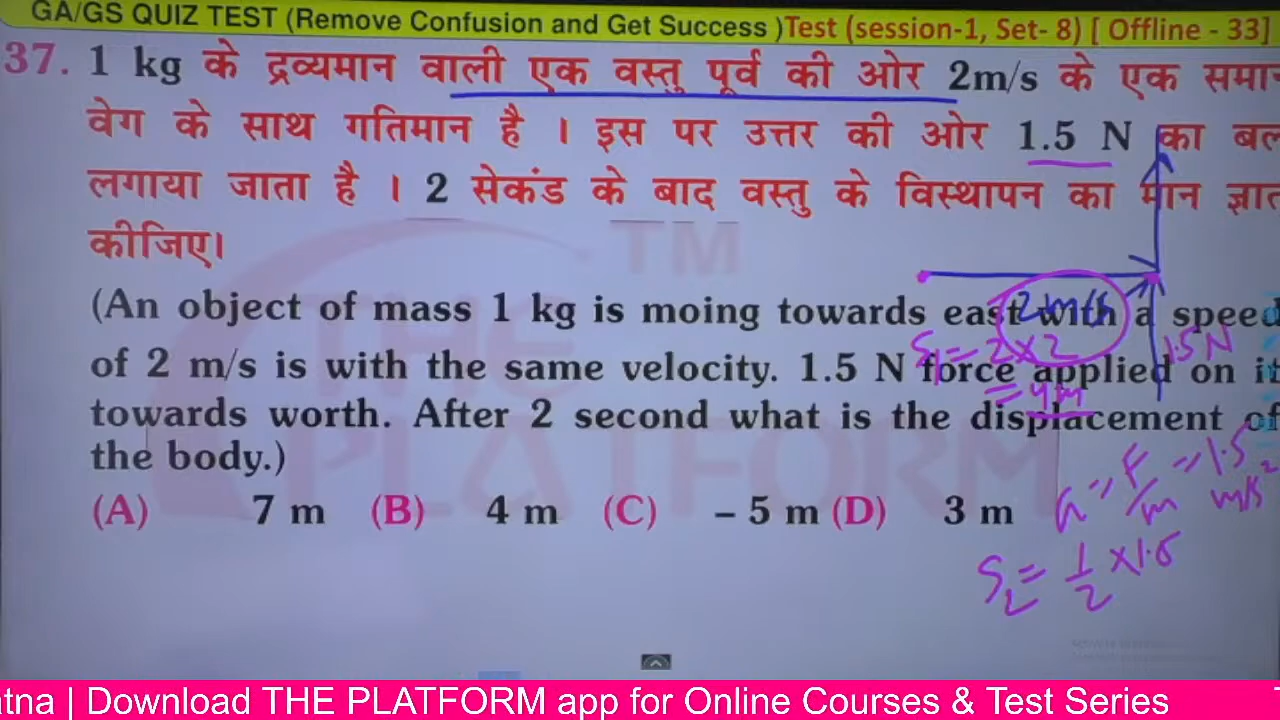 GA/GS QUIZ TEST (Remove Confusion and Get Success )Test (session-1, Set- 8) [ Offline - 33]
37. 1 kg के द्रव्यमान वाली एक वस्तु पूर्व की ओर 2m/s के एक समान
वेग के साथ गतिमान है । इस पर उत्तर की ओर 1.5 N का बल
लगाया जाता है । 2 सेकंड के बाद वस्तु के विस्थापन का मान ज्ञात
कीजिए।
TM
THE
PLATFORM
(An object of mass 1 kg is moing towards east with a speed
2m/s
of 2 m/s is with the same velocity. 1.5 N force applied on it
S1 = 2×2
1.5 N
= 4m
towards worth. After 2 second what is the displacement of
the body.)
a = F/m = 1.5 m/s²
(A) 7 m (B) 4 m (C) – 5 m (D) 3 m
S2 = 1/2 ×1.5
atna | Download THE PLATFORM app for Online Courses & Test Series